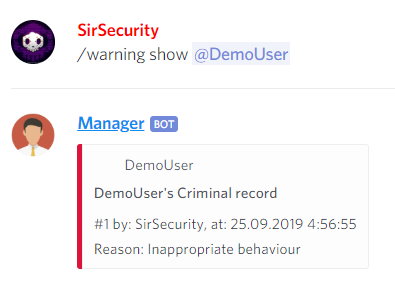 SirSecurity
/warning show @DemoUser
Manager BOT
DemoUser
DemoUser's Criminal record
#1 by: SirSecurity, at: 25.09.2019 4:56:55
Reason: Inappropriate behaviour